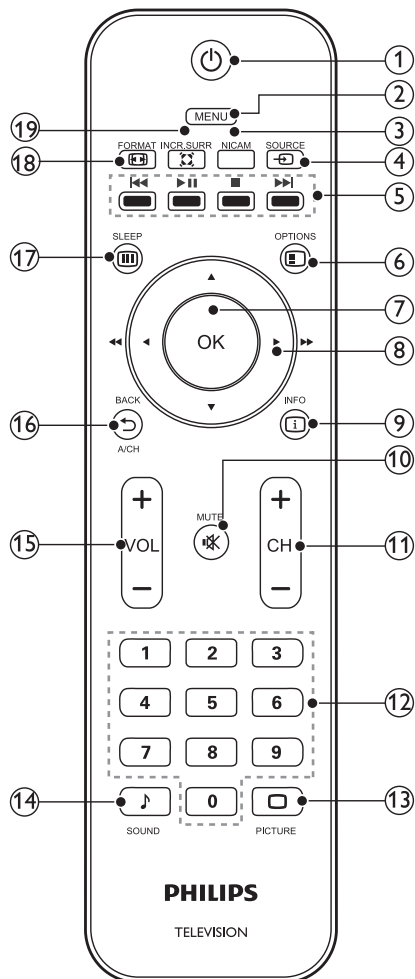 1
MENU
2
19
3
FORMAT INCR.SURR NICAM SOURCE
18
4
5
SLEEP
OPTIONS
17
6
7
OK
8
BACK
INFO
i
16
9
A/CH
10
+
MUTE
+
15
VOL
CH
11
−
−
1 2 3
4 5 6
12
7 8 9
14
0
13
SOUND
PICTURE
PHILIPS
TELEVISION